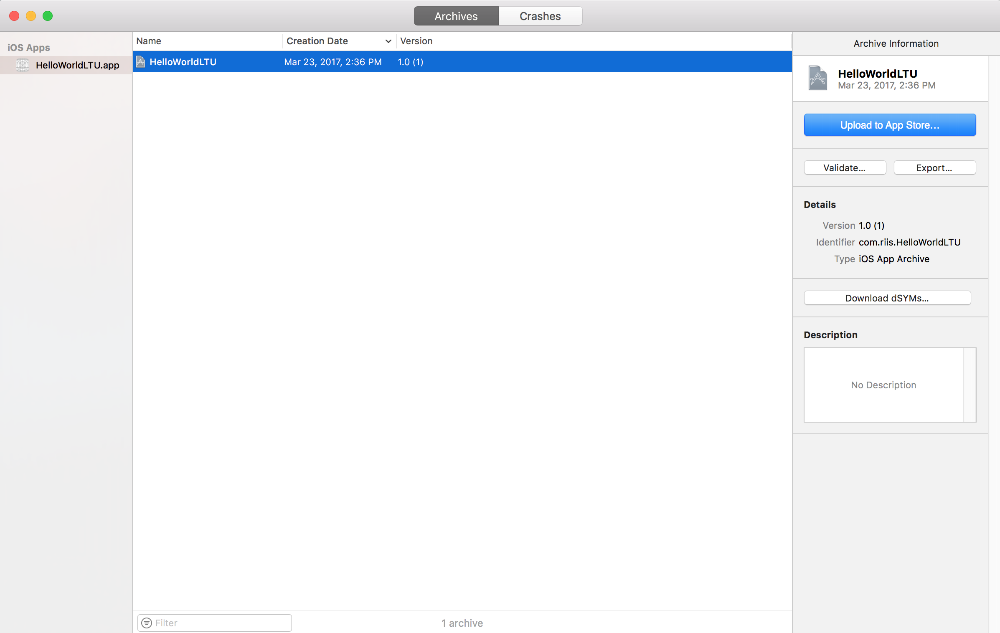 Archives Crashes
iOS Apps
HelloWorldLTU.app
Name Creation Date Version
HelloWorldLTU Mar 23, 2017, 2:36 PM 1.0 (1)
Filter
1 archive
Archive Information
HelloWorldLTU
Mar 23, 2017, 2:36 PM
Upload to App Store...
Validate... Export...
Details
Version 1.0 (1)
Identifier com.riis.HelloWorldLTU
Type iOS App Archive
Download dSYMs...
Description
No Description